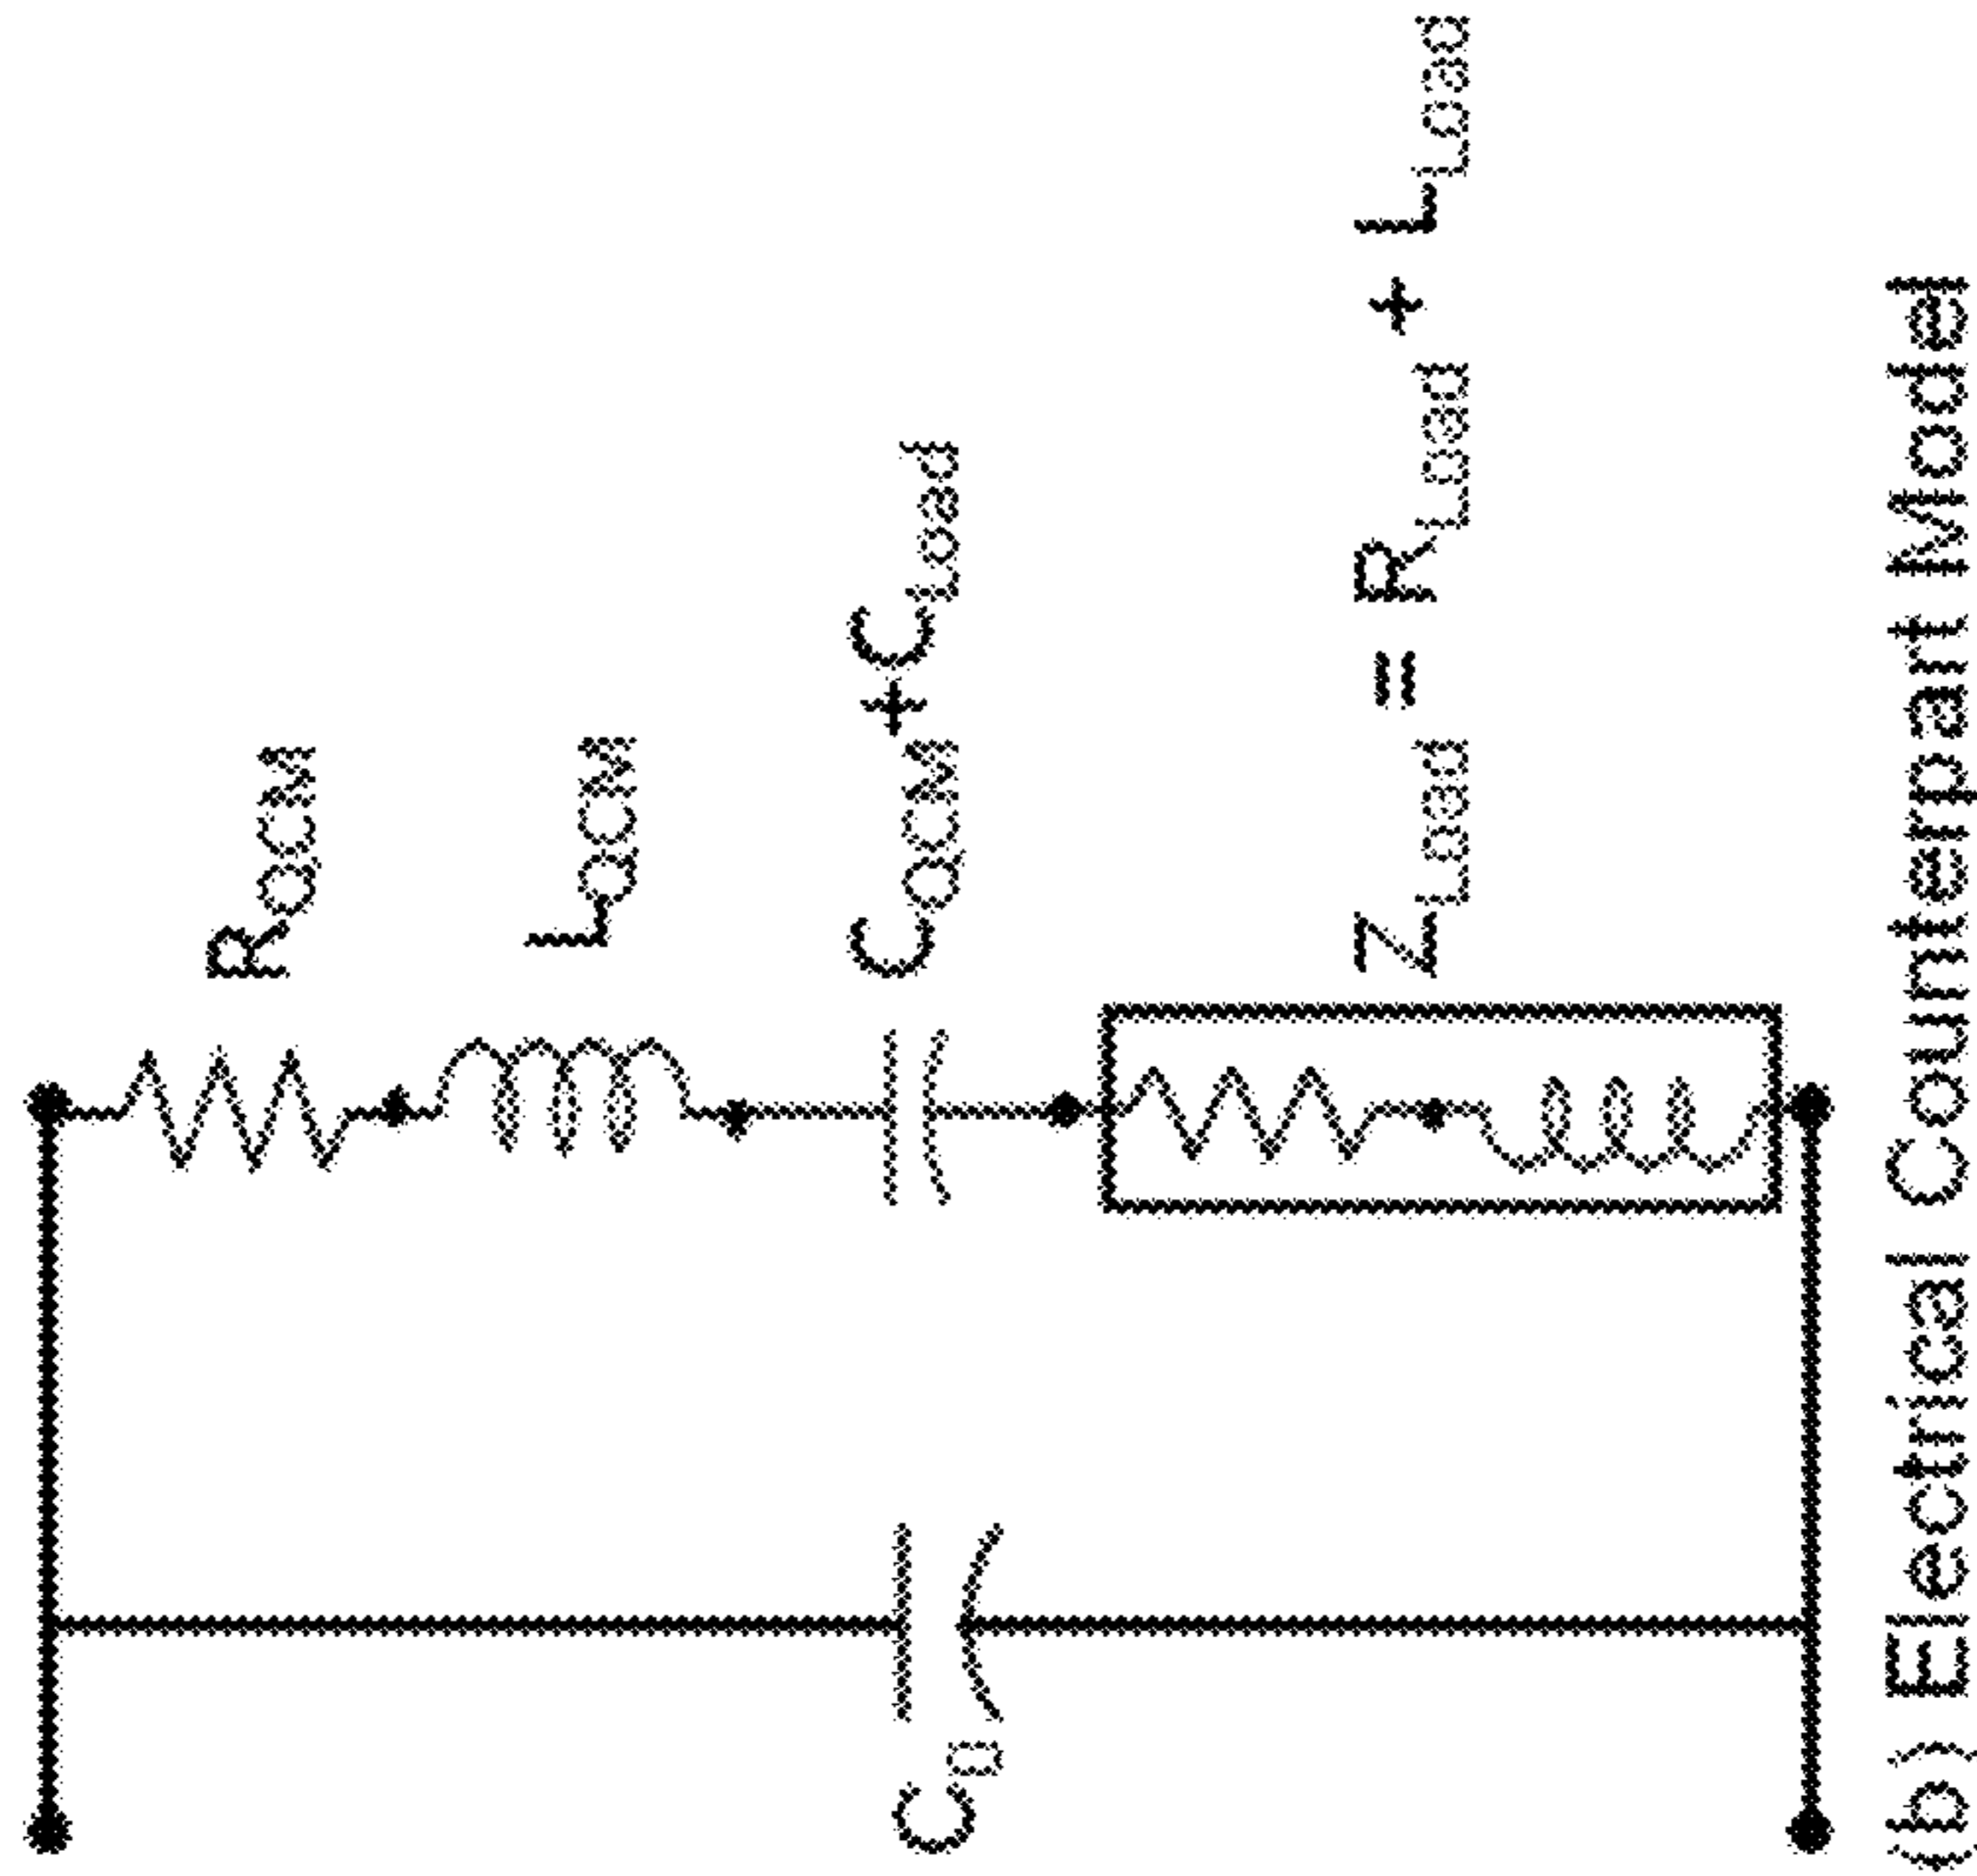 R_QCM
L_QCM
C_0
C_QCM + C_Load
Z_Load = R_Load + L_Load
(b) Electrical Counterpart Model